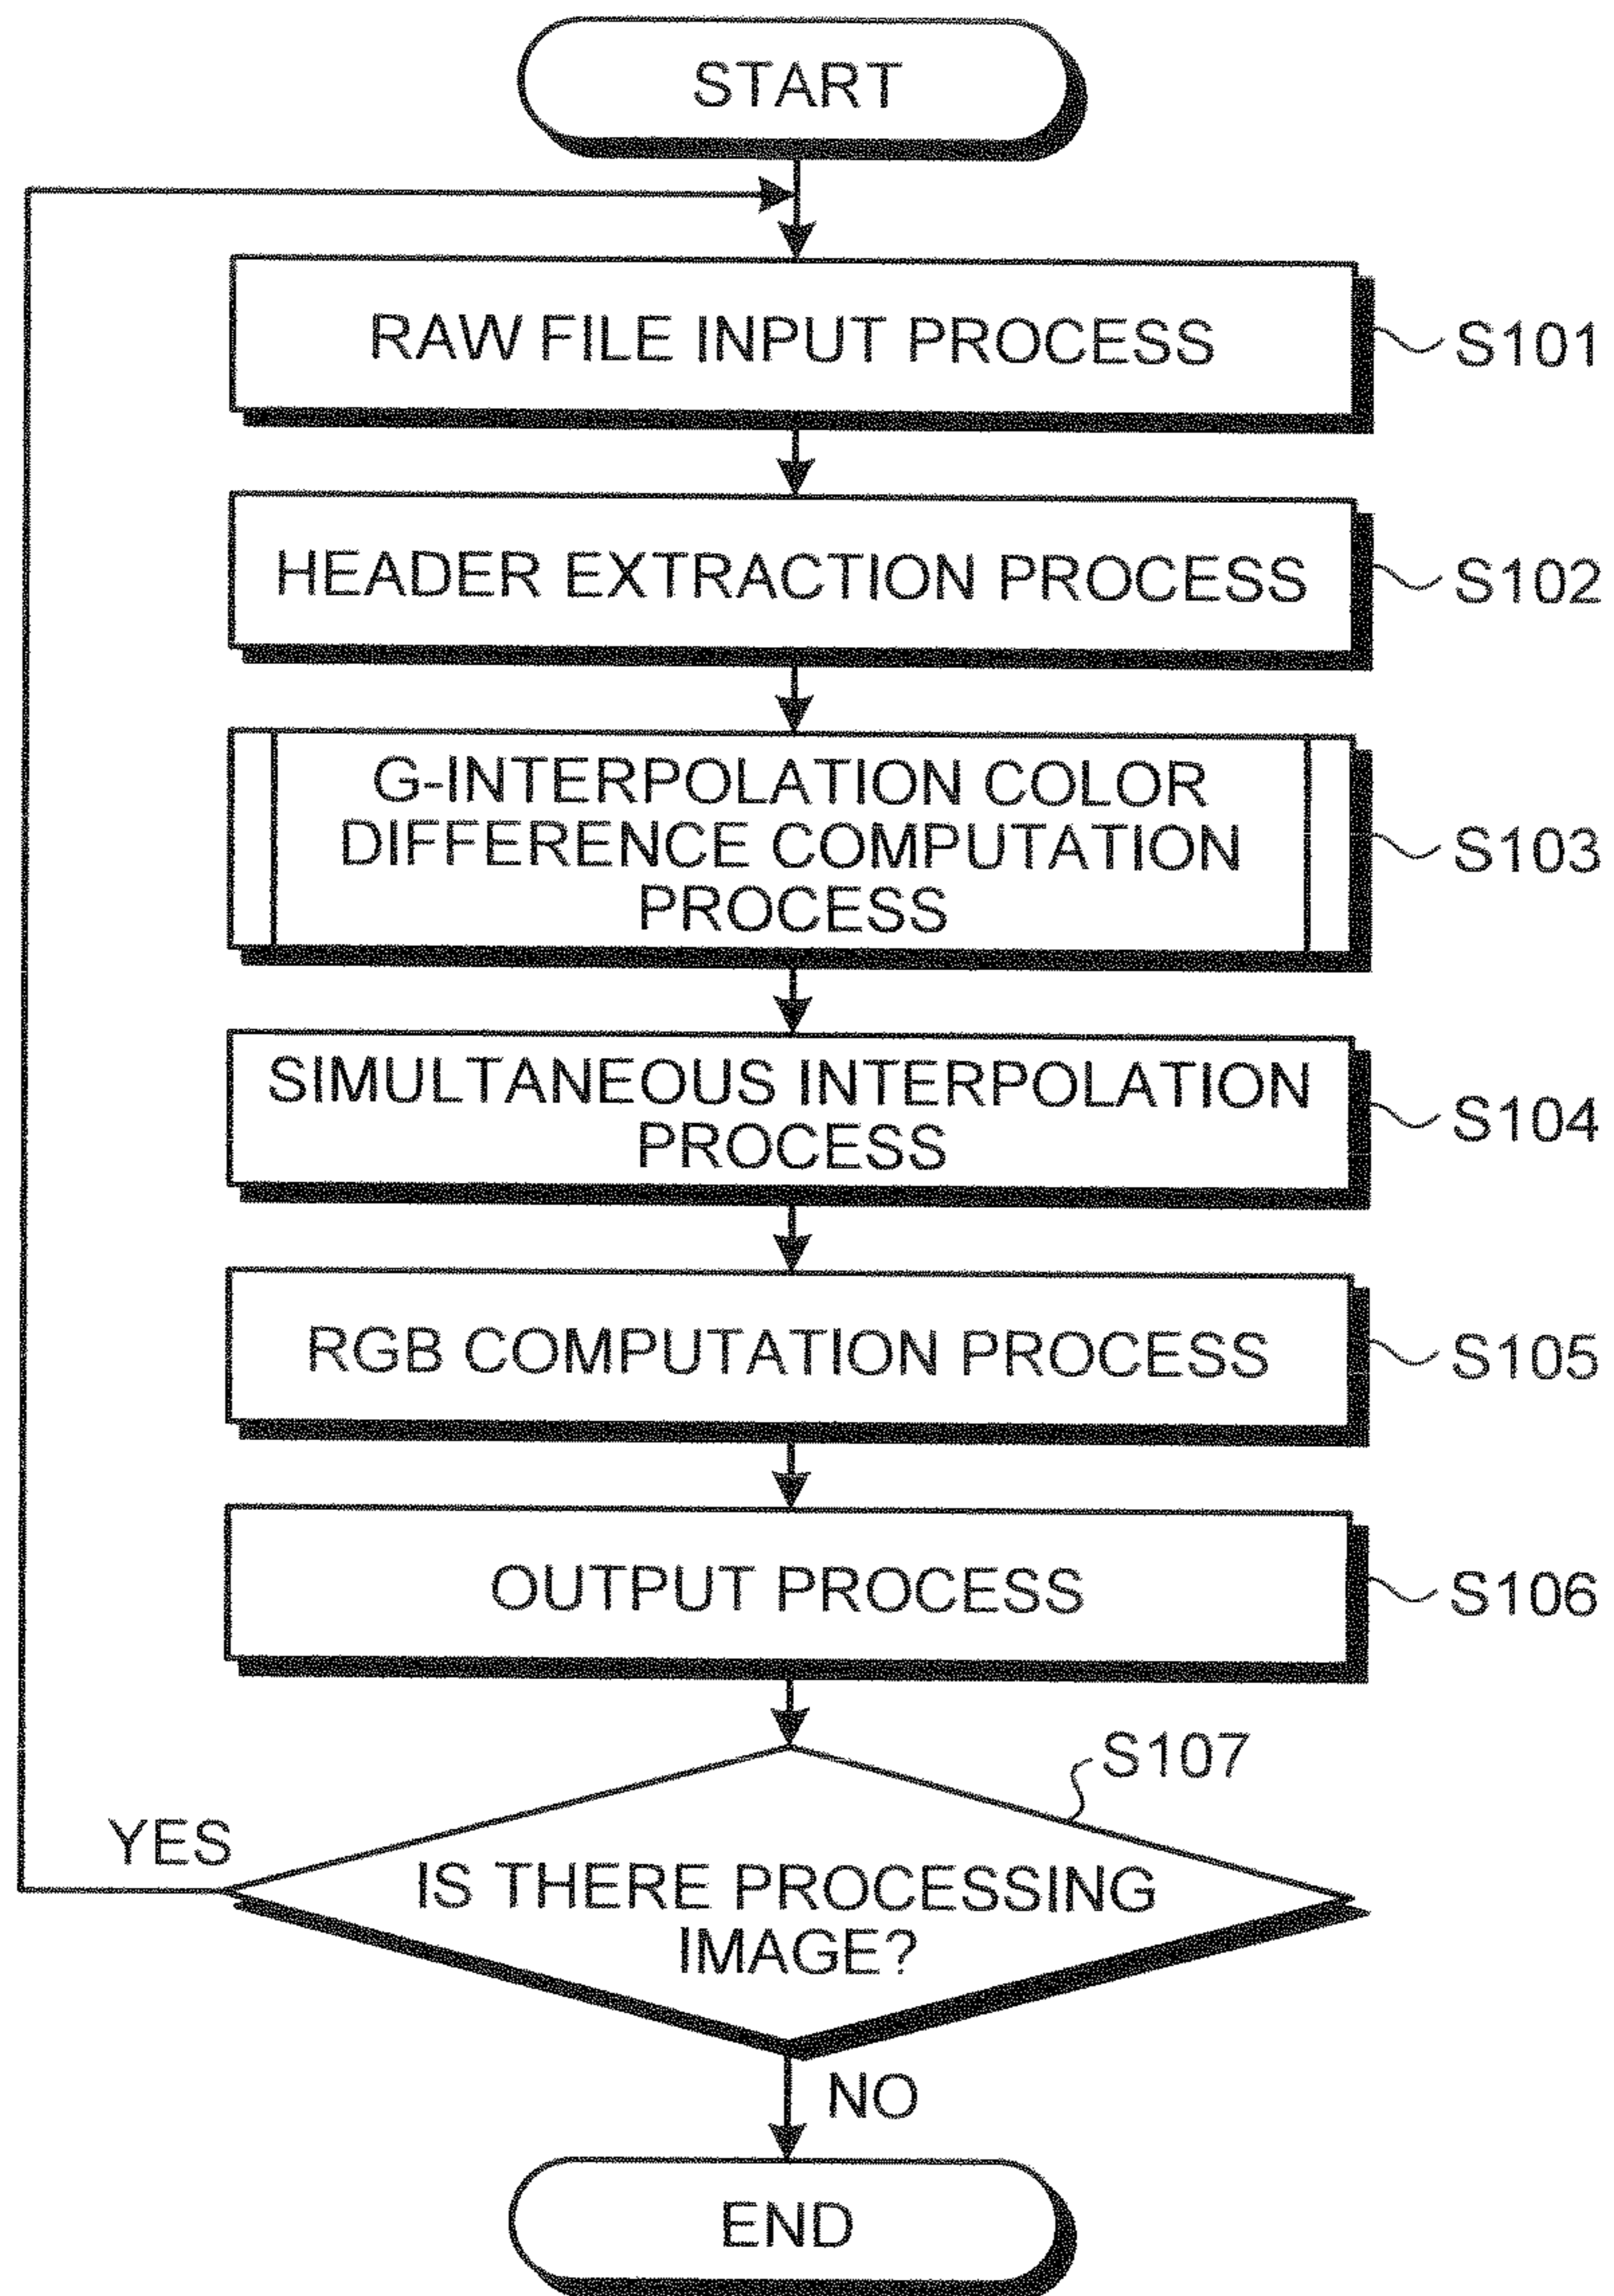 START
RAW FILE INPUT PROCESS
S101
HEADER EXTRACTION PROCESS
S102
G-INTERPOLATION COLOR
DIFFERENCE COMPUTATION
PROCESS
S103
SIMULTANEOUS INTERPOLATION
PROCESS
S104
RGB COMPUTATION PROCESS
S105
OUTPUT PROCESS
S106
S107
YES
IS THERE PROCESSING
IMAGE?
NO
END